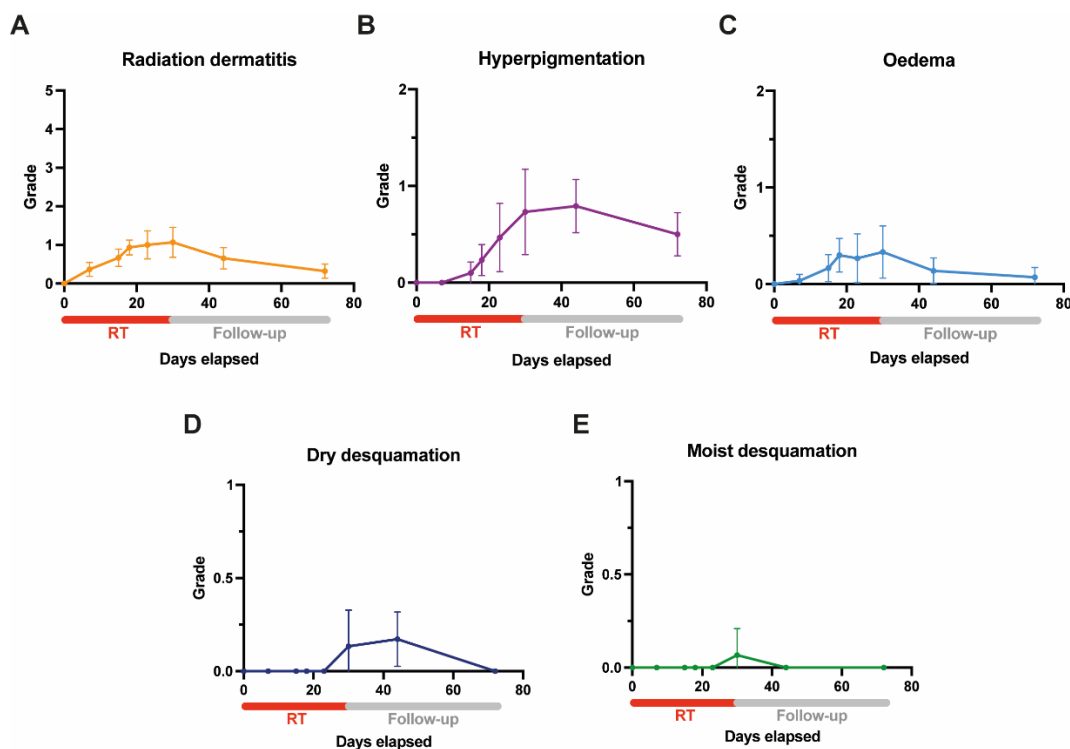 A
Radiation dermatitis
5
4
3
2
1
0
Grade
0 20 40 60 80
RT Follow-up
Days elapsed
B
Hyperpigmentation
2
1
0
Grade
0 20 40 60 80
RT Follow-up
Days elapsed
C
Oedema
2
1
0
Grade
0 20 40 60 80
RT Follow-up
Days elapsed
D
Dry desquamation
1
0.5
0.0
Grade
0 20 40 60 80
RT Follow-up
Days elapsed
E
Moist desquamation
1
0.5
0.0
Grade
0 20 40 60 80
RT Follow-up
Days elapsed